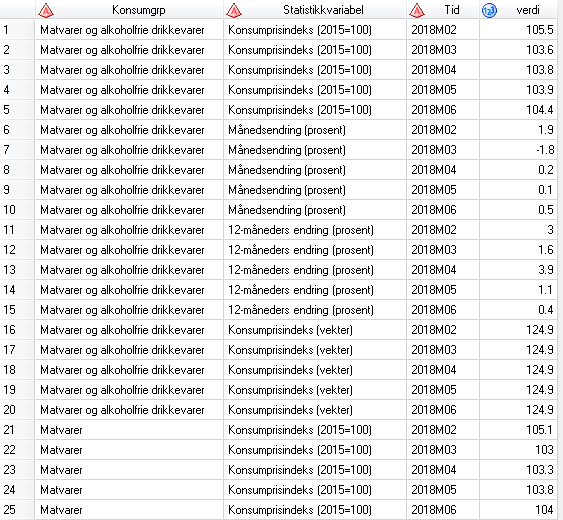 Konsumgrp Statistikkvariabel Tid 123 verdi
1 Matvarer og alkoholfrie drikkevarer Konsumprisindeks (2015=100) 2018M02 105.5
2 Matvarer og alkoholfrie drikkevarer Konsumprisindeks (2015=100) 2018M03 103.6
3 Matvarer og alkoholfrie drikkevarer Konsumprisindeks (2015=100) 2018M04 103.8
4 Matvarer og alkoholfrie drikkevarer Konsumprisindeks (2015=100) 2018M05 103.9
5 Matvarer og alkoholfrie drikkevarer Konsumprisindeks (2015=100) 2018M06 104.4
6 Matvarer og alkoholfrie drikkevarer Månedsendring (prosent) 2018M02 1.9
7 Matvarer og alkoholfrie drikkevarer Månedsendring (prosent) 2018M03 -1.8
8 Matvarer og alkoholfrie drikkevarer Månedsendring (prosent) 2018M04 0.2
9 Matvarer og alkoholfrie drikkevarer Månedsendring (prosent) 2018M05 0.1
10 Matvarer og alkoholfrie drikkevarer Månedsendring (prosent) 2018M06 0.5
11 Matvarer og alkoholfrie drikkevarer 12-måneders endring (prosent) 2018M02 3
12 Matvarer og alkoholfrie drikkevarer 12-måneders endring (prosent) 2018M03 1.6
13 Matvarer og alkoholfrie drikkevarer 12-måneders endring (prosent) 2018M04 3.9
14 Matvarer og alkoholfrie drikkevarer 12-måneders endring (prosent) 2018M05 1.1
15 Matvarer og alkoholfrie drikkevarer 12-måneders endring (prosent) 2018M06 0.4
16 Matvarer og alkoholfrie drikkevarer Konsumprisindeks (vekter) 2018M02 124.9
17 Matvarer og alkoholfrie drikkevarer Konsumprisindeks (vekter) 2018M03 124.9
18 Matvarer og alkoholfrie drikkevarer Konsumprisindeks (vekter) 2018M04 124.9
19 Matvarer og alkoholfrie drikkevarer Konsumprisindeks (vekter) 2018M05 124.9
20 Matvarer og alkoholfrie drikkevarer Konsumprisindeks (vekter) 2018M06 124.9
21 Matvarer Konsumprisindeks (2015=100) 2018M02 105.1
22 Matvarer Konsumprisindeks (2015=100) 2018M03 103
23 Matvarer Konsumprisindeks (2015=100) 2018M04 103.3
24 Matvarer Konsumprisindeks (2015=100) 2018M05 103.8
25 Matvarer Konsumprisindeks (2015=100) 2018M06 104